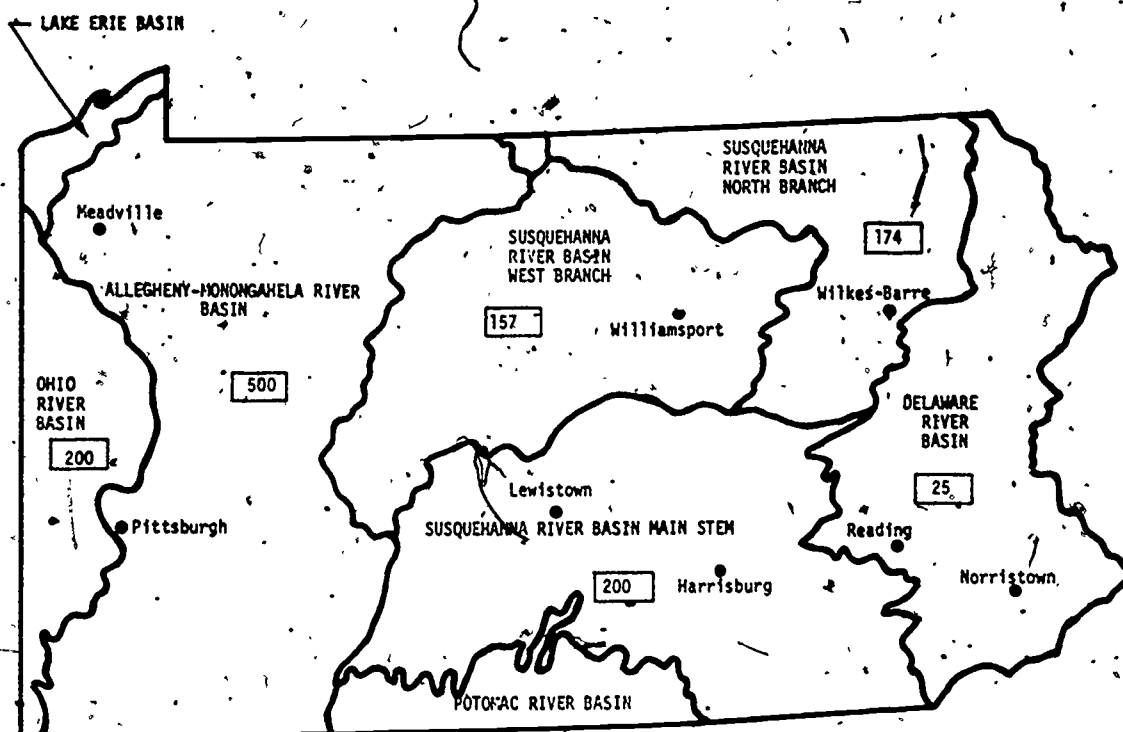 LAKE ERIE BASIN
SUSQUEHANNA
RIVER BASIN
NORTH BRANCH
174
Meadville
SUSQUEHANNA
RIVER BASIN
WEST BRANCH
157
Williamsport
Wilkes-Barre
ALLEGHENY-MONONGAHELA RIVER
BASIN
500
OHIO
RIVER
BASIN
200
DELAWARE
RIVER
BASIN
25
Lewistown
Pittsburgh
SUSQUEHANNA RIVER BASIN MAIN STEM
Reading
200
Harrisburg
Norristown
POTOMAC RIVER BASIN